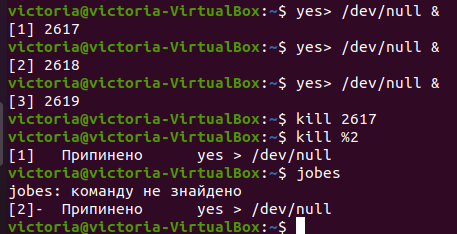 victoria@victoria-VirtualBox:~$ yes> /dev/null &
[1] 2617
victoria@victoria-VirtualBox:~$ yes> /dev/null &
[2] 2618
victoria@victoria-VirtualBox:~$ yes> /dev/null &
[3] 2619
victoria@victoria-VirtualBox:~$ kill 2617
victoria@victoria-VirtualBox:~$ kill %2
[1]   Припинено      yes > /dev/null
victoria@victoria-VirtualBox:~$ jobes
jobes: команду не знайдено
[2]-  Припинено      yes > /dev/null
victoria@victoria-VirtualBox:~$